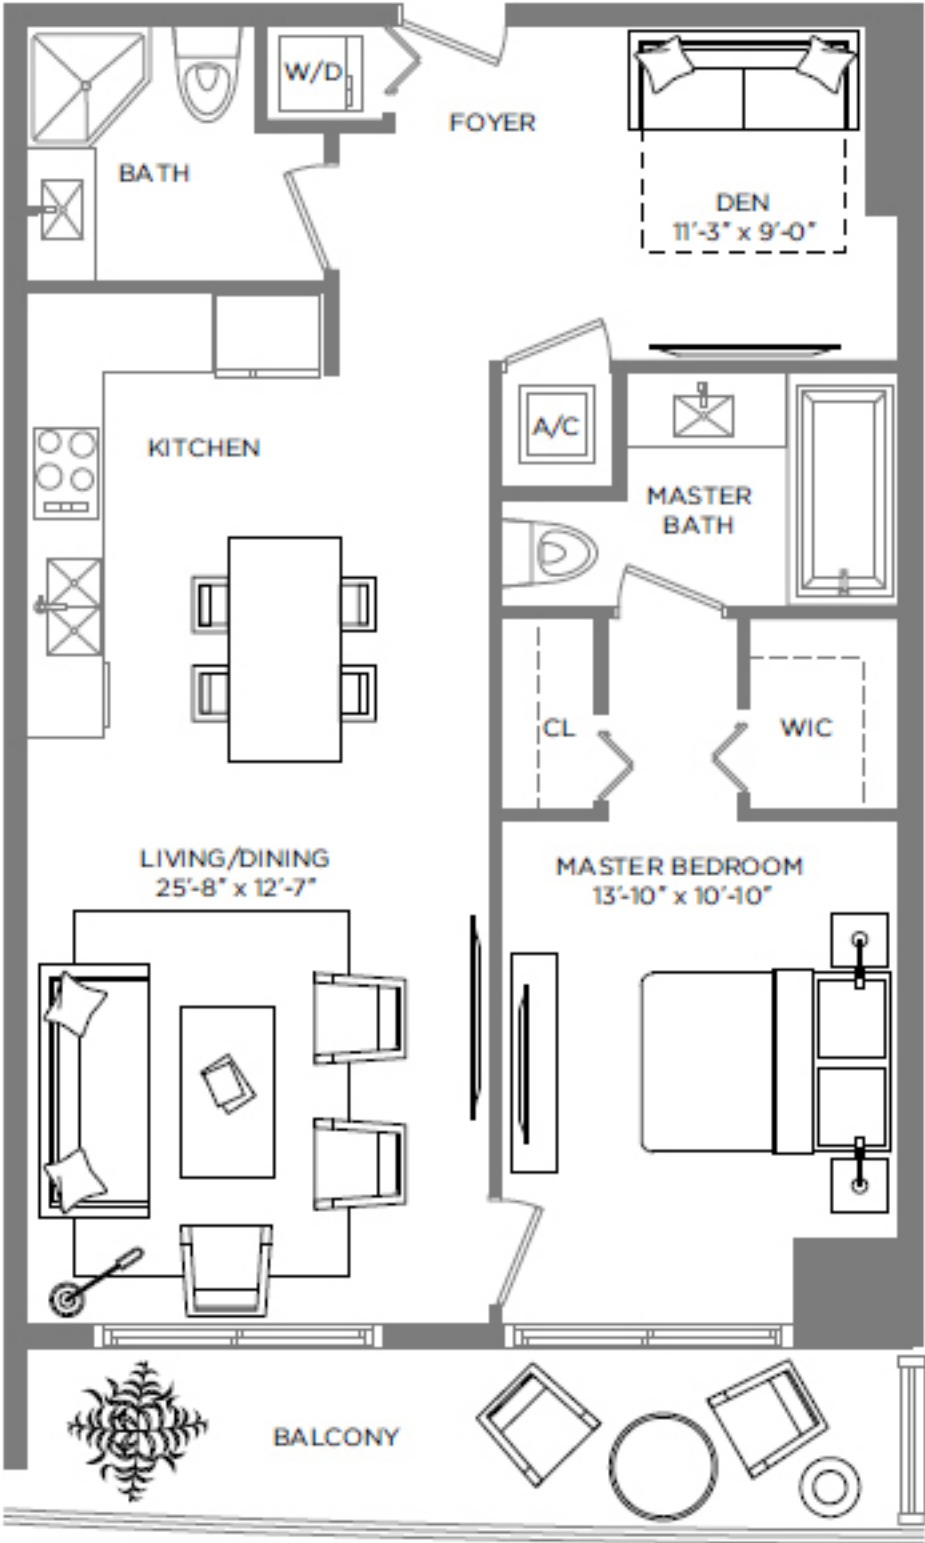 W/D
FOYER
BATH
DEN
11'-3" x 9'-0"
A/C
KITCHEN
MASTER
BATH
CL
WIC
LIVING/DINING
25'-8" x 12'-7"
MASTER BEDROOM
13'-10" x 10'-10"
BALCONY